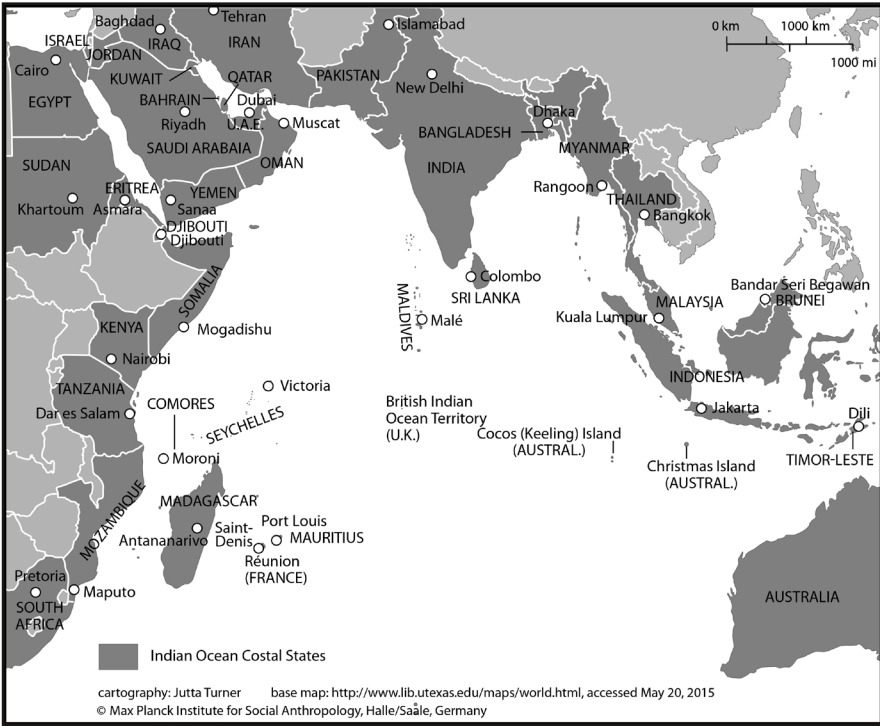 Baghdad
Tehran
Islamabad
0 km 1000 km
1000 mi
ISRAEL
IRAQ
IRAN
JORDAN
Cairo
KUWAIT
QATAR
PAKISTAN
New Delhi
EGYPT
BAHRAIN
Dubai
Riyadh
U.A.E.
Muscat
Dhaka
BANGLADESH
SAUDI ARABAIA
OMAN
INDIA
MYANMAR
SUDAN
ERITREA
YEMEN
Rangoon
THAILAND
Khartoum
Asmara
Sanaa
Bangkok
DJIBOUTI
Djibouti
SOMALIA
Colombo
SRI LANKA
MALDIVES
Malé
Bandar Seri Begawan
BRUNEI
MALAYSIA
Kuala Lumpur
KENYA
Mogadishu
Nairobi
TANZANIA
Victoria
INDONESIA
COMORES
SEYCHELLES
British Indian
Ocean Territory
(U.K.)
Dar es Salam
Jakarta
Dili
Cocos (Keeling) Island
(AUSTRAL.)
Moroni
Christmas Island
(AUSTRAL.)
TIMOR-LESTE
MADAGASCAR
MOZAMBIQUE
Antananarivo
Saint-
Denis
Port Louis
MAURITIUS
Réunion
(FRANCE)
Pretoria
Maputo
SOUTH
AFRICA
AUSTRALIA
Indian Ocean Costal States
cartography: Jutta Turner base map: http://www.lib.utexas.edu/maps/world.html, accessed May 20, 2015
© Max Planck Institute for Social Anthropology, Halle/Saale, Germany